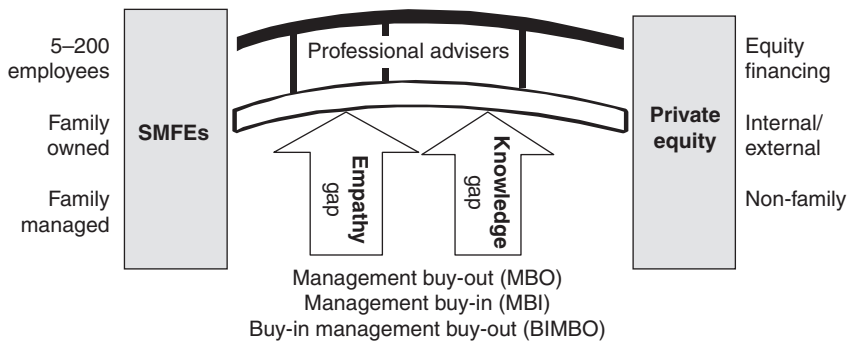 5–200
employees
Family
owned
Family
managed
SMFEs
Professional advisers
Empathy
gap
Knowledge
gap
Management buy-out (MBO)
Management buy-in (MBI)
Buy-in management buy-out (BIMBO)
Private
equity
Equity
financing
Internal/
external
Non-family